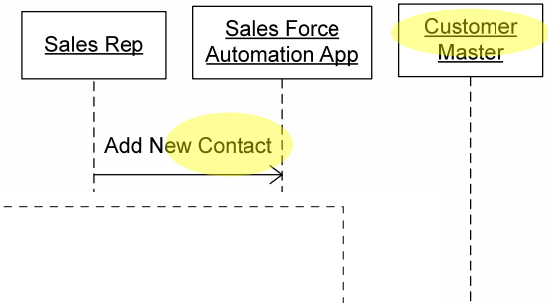 Sales Rep
Sales Force
Automation App
Customer
Master
Add New Contact